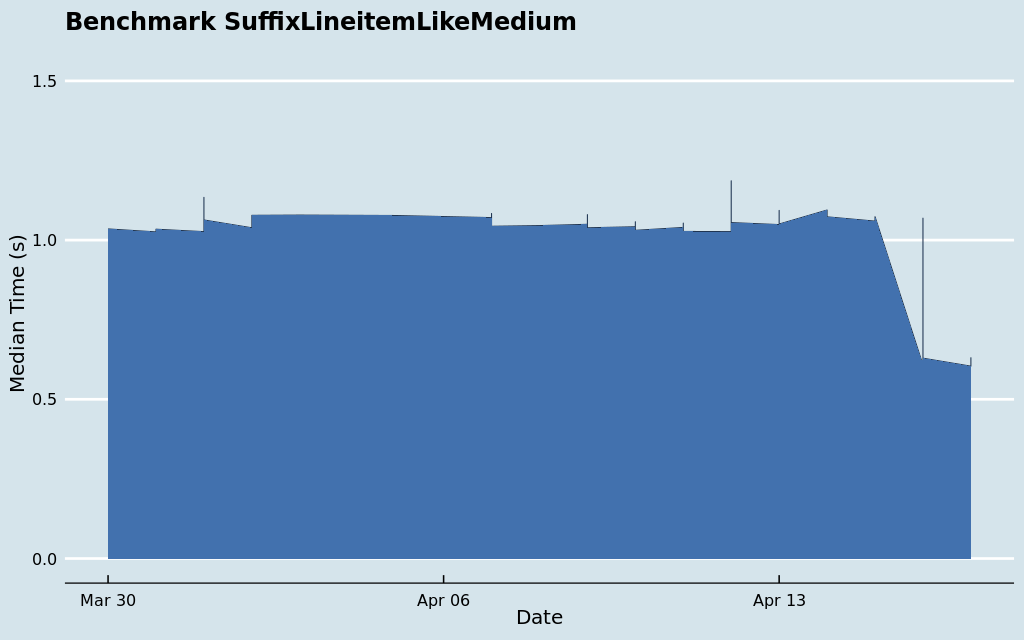 Benchmark SuffixLineitemLikeMedium
1.5
1.0
0.5
0.0
Median Time (s)
Mar 30
Apr 06
Apr 13
Date